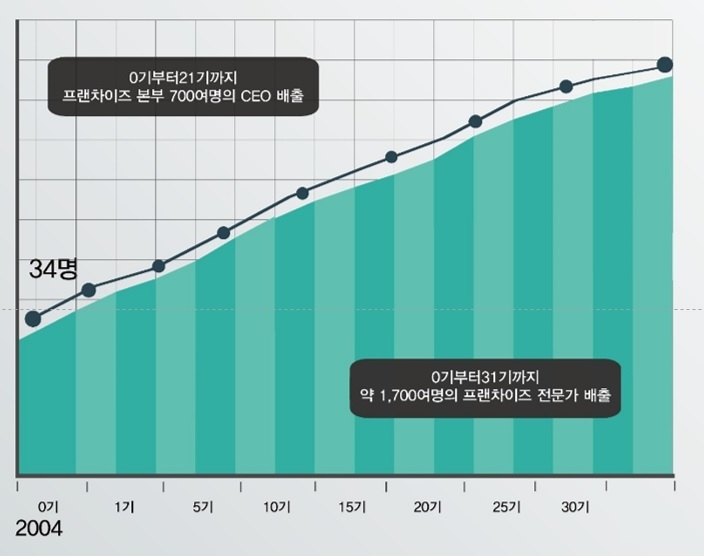 0기부터21기까지
프랜차이즈 본부 700여명의 CEO 배출
34명
0기부터31기까지
약 1,700여명의 프랜차이즈 전문가 배출
0기 1기 5기 10기 15기 20기 25기 30기
2004